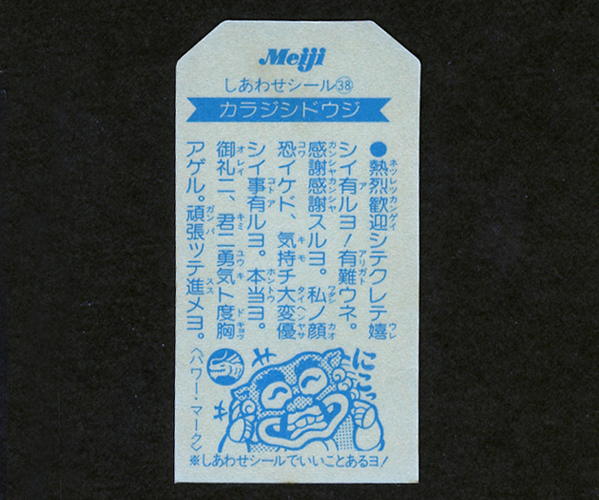 Meiji
しあわせシール㊳
カラジシドウジ
●熱烈歓迎シテクレテ嬉
シイ有ルヨ!有難ウネ。
感謝感謝スルヨ。私ノ顔
恐イケド、気持チ大変優
シイ事有ルヨ。本当ヨ。
御礼ニ、君ニ勇気ト度胸
アゲル。頑張ッテ進メヨ。
にこっ
〈パワー・マーク〉
※しあわせシールでいいことあるヨ!